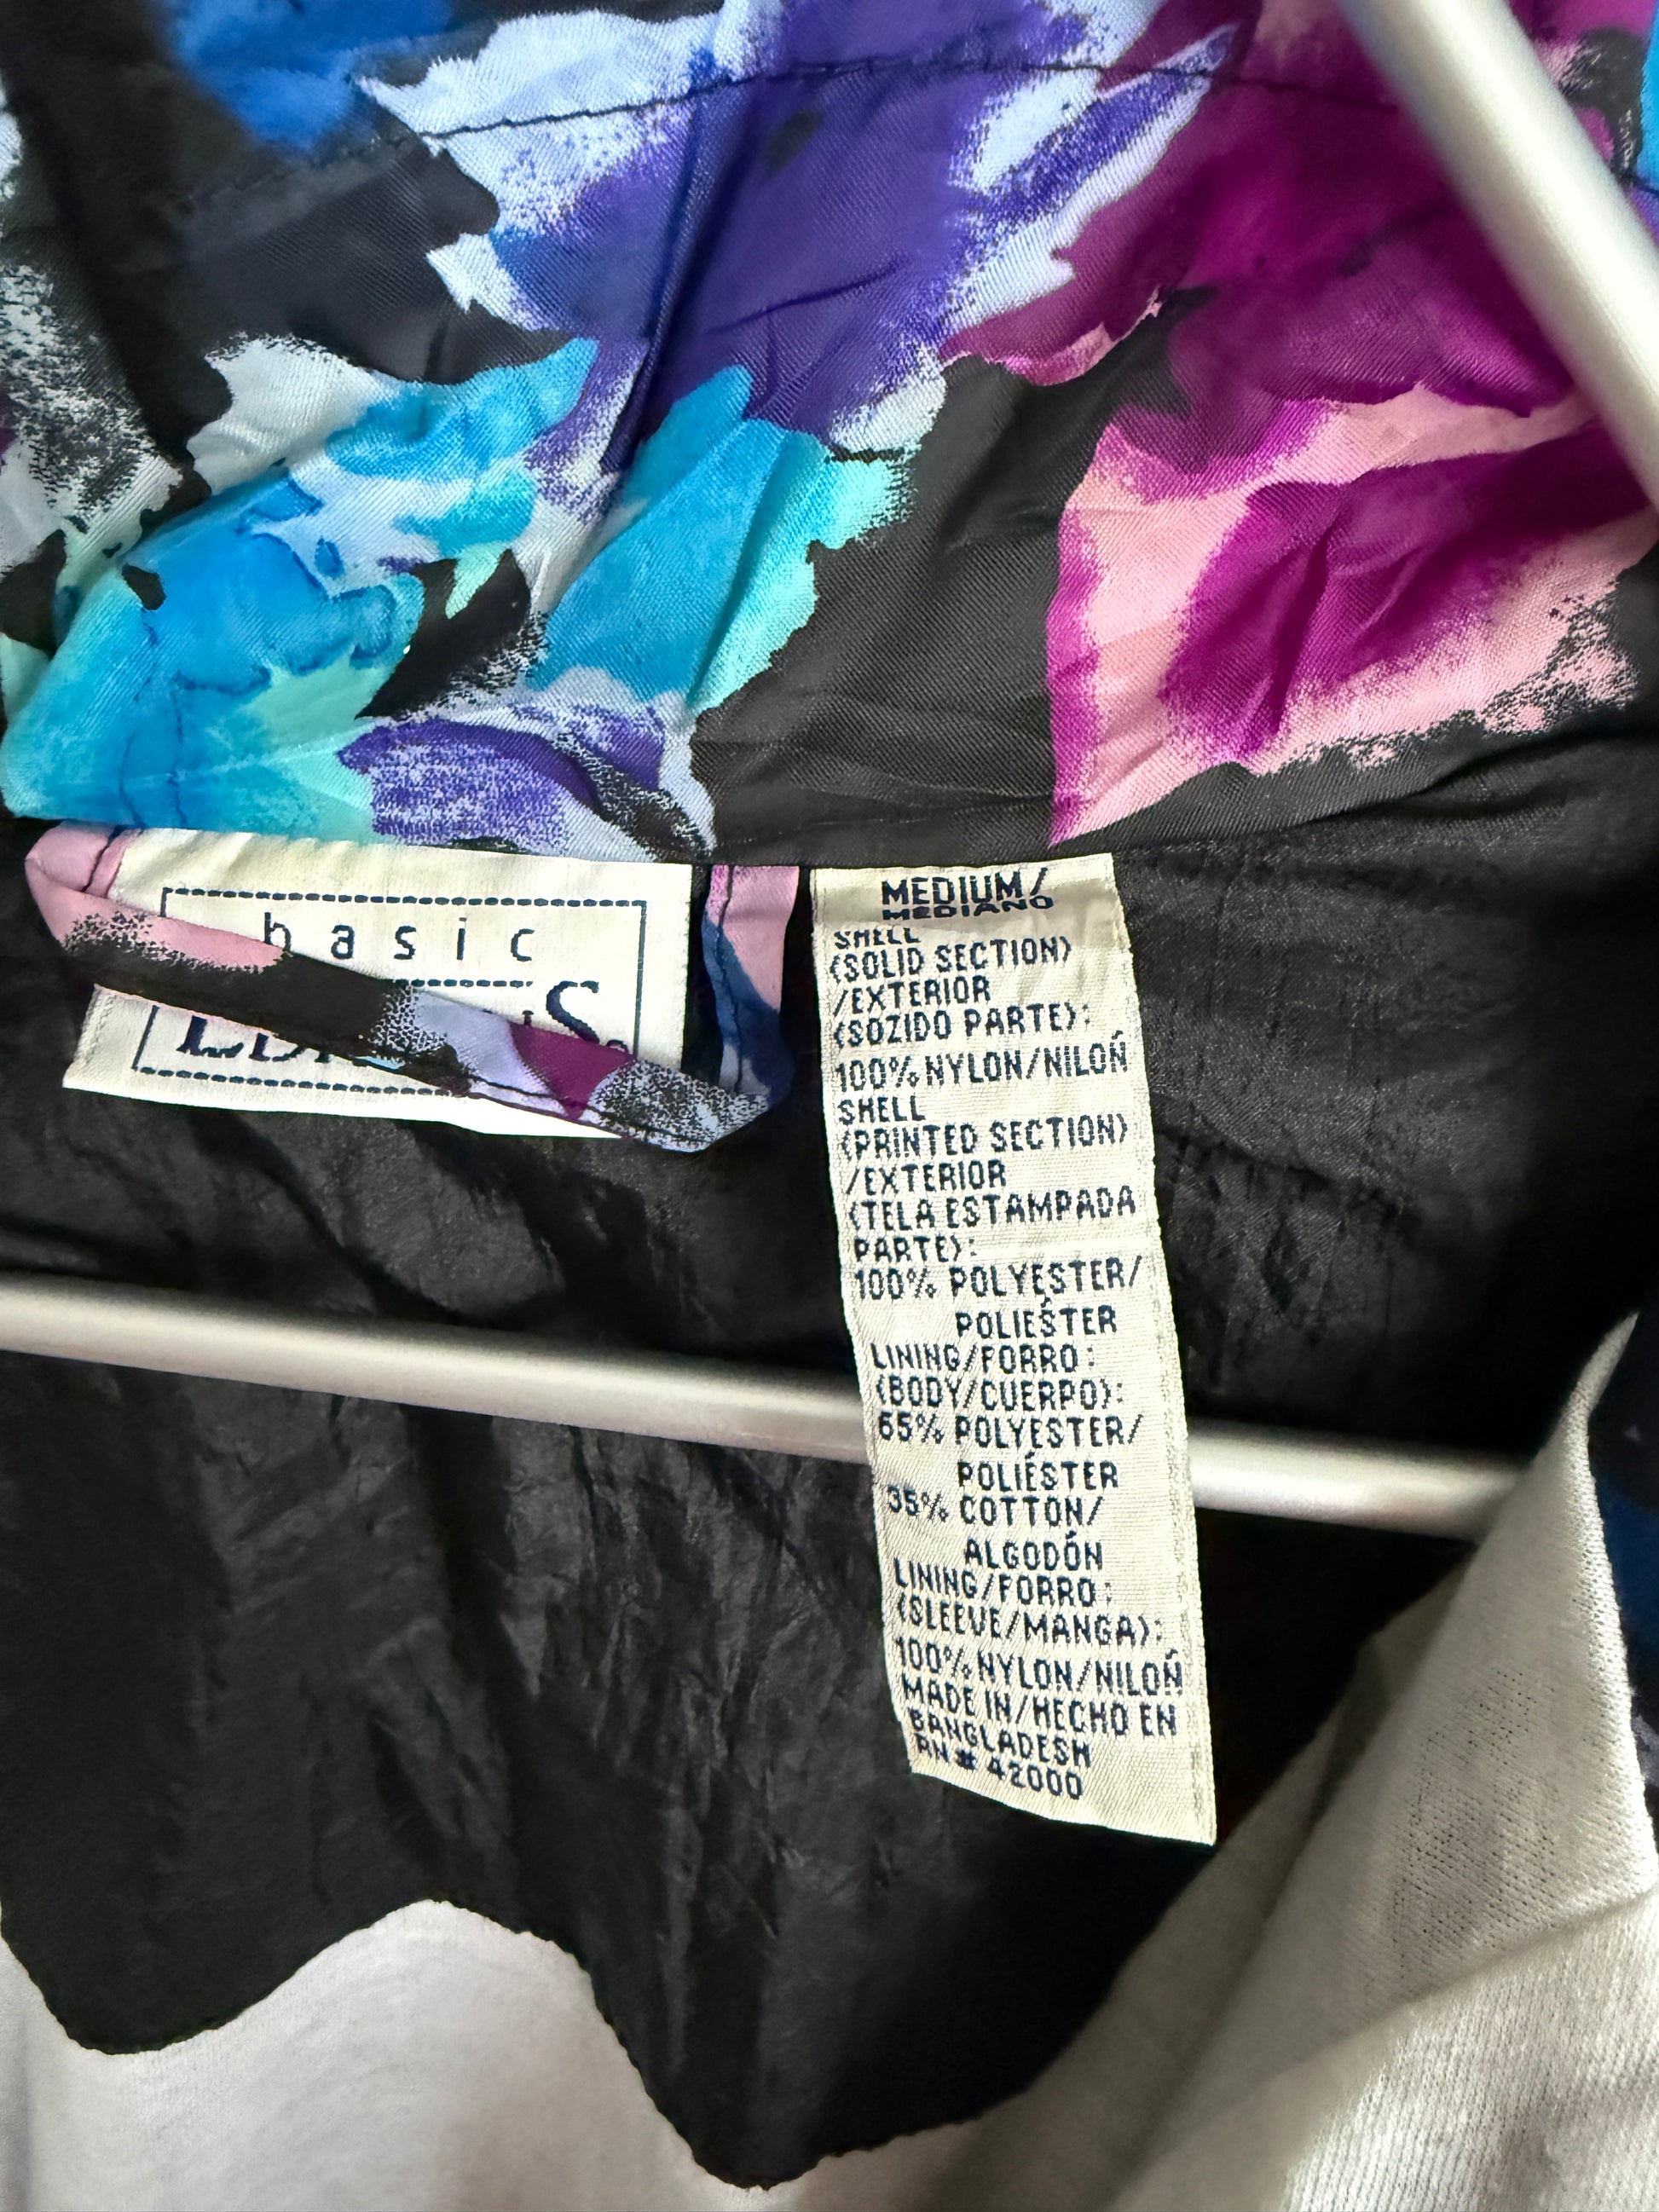 basic
MEDIUM/
MEDIANO
SHELL
(SOLID SECTION)
/EXTERIOR
(SOZIDO PARTE):
100% NYLON/NILOŃ
SHELL
(PRINTED SECTION)
/EXTERIOR
(TELA ESTAMPADA
PARTE):
100% POLYESTER/
POLIESTER
LINING/FORRO:
(BODY/CUERPO):
65% POLYESTER/
POLIÉSTER
35% COTTON/
ALGODÓN
LINING/FORRO:
(SLEEVE/MANGA):
100% NYLON/NILOŃ
MADE IN/HECHO EN
BANGLADESH
RN# 42000